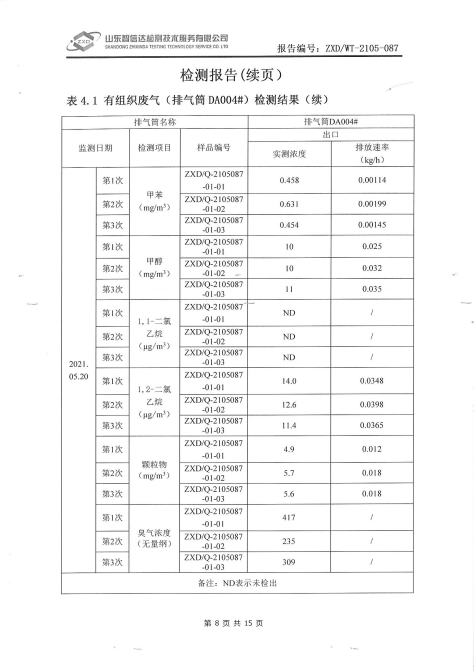 山东智信达检测技术服务有限公司
SHANDONG ZHIXINDA TESTING TECHNOLOGY SERVICE CO.,LTD
报告编号：ZXD/WT-2105-087
检测报告(续页)
表 4.1 有组织废气（排气筒 DA004#）检测结果（续）
排气筒名称 排气筒DA004#
监测日期 检测项目 样品编号 出口
实测浓度 排放速率（kg/h）
2021.05.20
甲苯（mg/m³）
第1次 ZXD/Q-2105087-01-01 0.458 0.00114
第2次 ZXD/Q-2105087-01-02 0.631 0.00199
第3次 ZXD/Q-2105087-01-03 0.454 0.00145
甲醇（mg/m³）
第1次 ZXD/Q-2105087-01-01 10 0.025
第2次 ZXD/Q-2105087-01-02 10 0.032
第3次 ZXD/Q-2105087-01-03 11 0.035
1,1-二氯乙烷（μg/m³）
第1次 ZXD/Q-2105087-01-01 ND /
第2次 ZXD/Q-2105087-01-02 ND /
第3次 ZXD/Q-2105087-01-03 ND /
1,2-二氯乙烷（μg/m³）
第1次 ZXD/Q-2105087-01-01 14.0 0.0348
第2次 ZXD/Q-2105087-01-02 12.6 0.0398
第3次 ZXD/Q-2105087-01-03 11.4 0.0365
颗粒物（mg/m³）
第1次 ZXD/Q-2105087-01-01 4.9 0.012
第2次 ZXD/Q-2105087-01-02 5.7 0.018
第3次 ZXD/Q-2105087-01-03 5.6 0.018
臭气浓度（无量纲）
第1次 ZXD/Q-2105087-01-01 417 /
第2次 ZXD/Q-2105087-01-02 235 /
第3次 ZXD/Q-2105087-01-03 309 /
备注：ND表示未检出
第 8 页 共 15 页